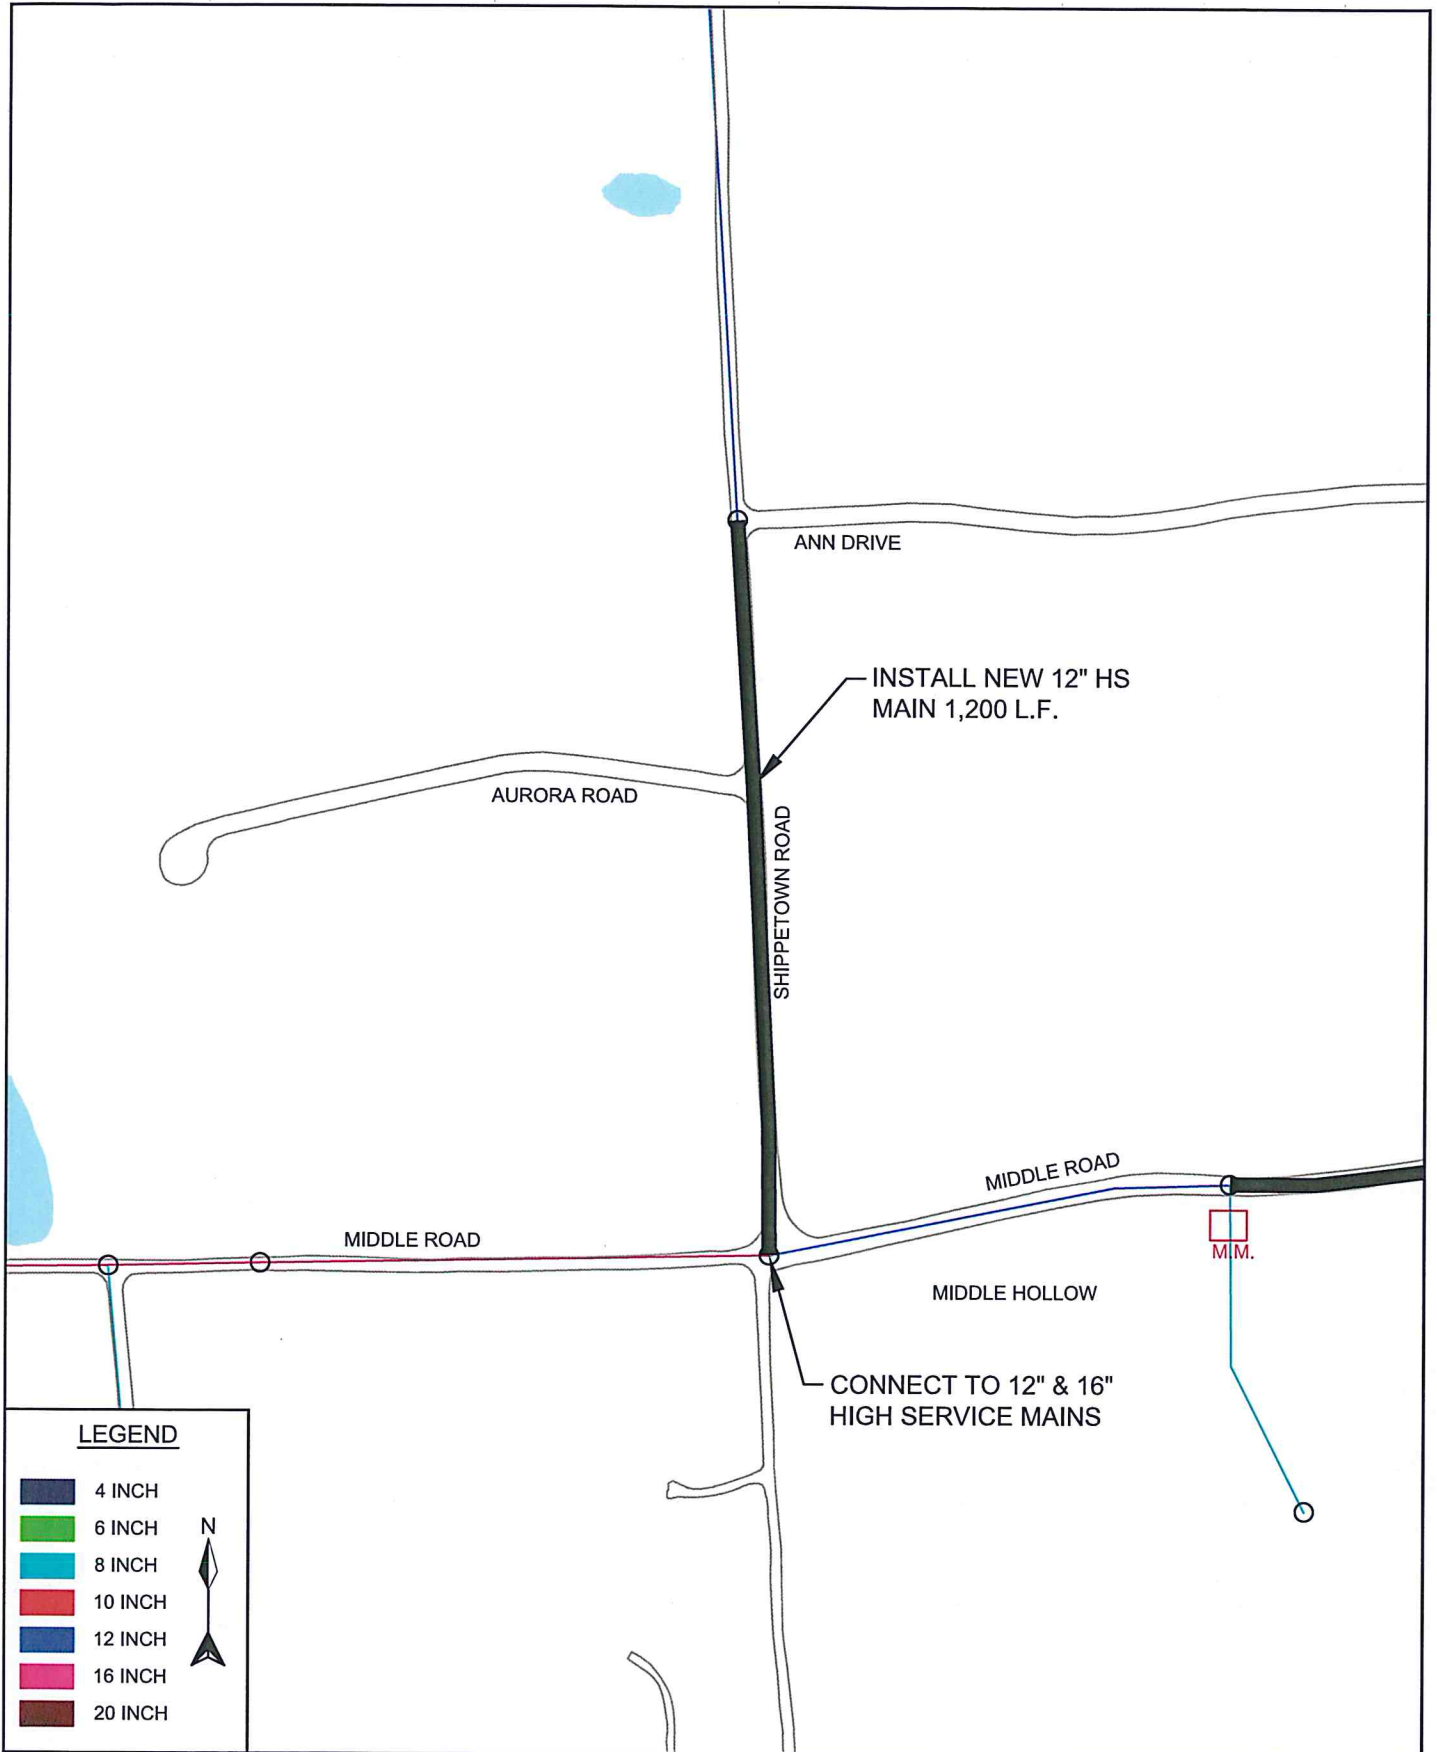 ANN DRIVE
INSTALL NEW 12" HS
MAIN 1,200 L.F.
AURORA ROAD
SHIPPETOWN ROAD
MIDDLE ROAD
MIDDLE ROAD
M.M.
MIDDLE HOLLOW
CONNECT TO 12" & 16"
HIGH SERVICE MAINS
LEGEND
4 INCH
6 INCH
8 INCH
10 INCH
12 INCH
16 INCH
20 INCH
N